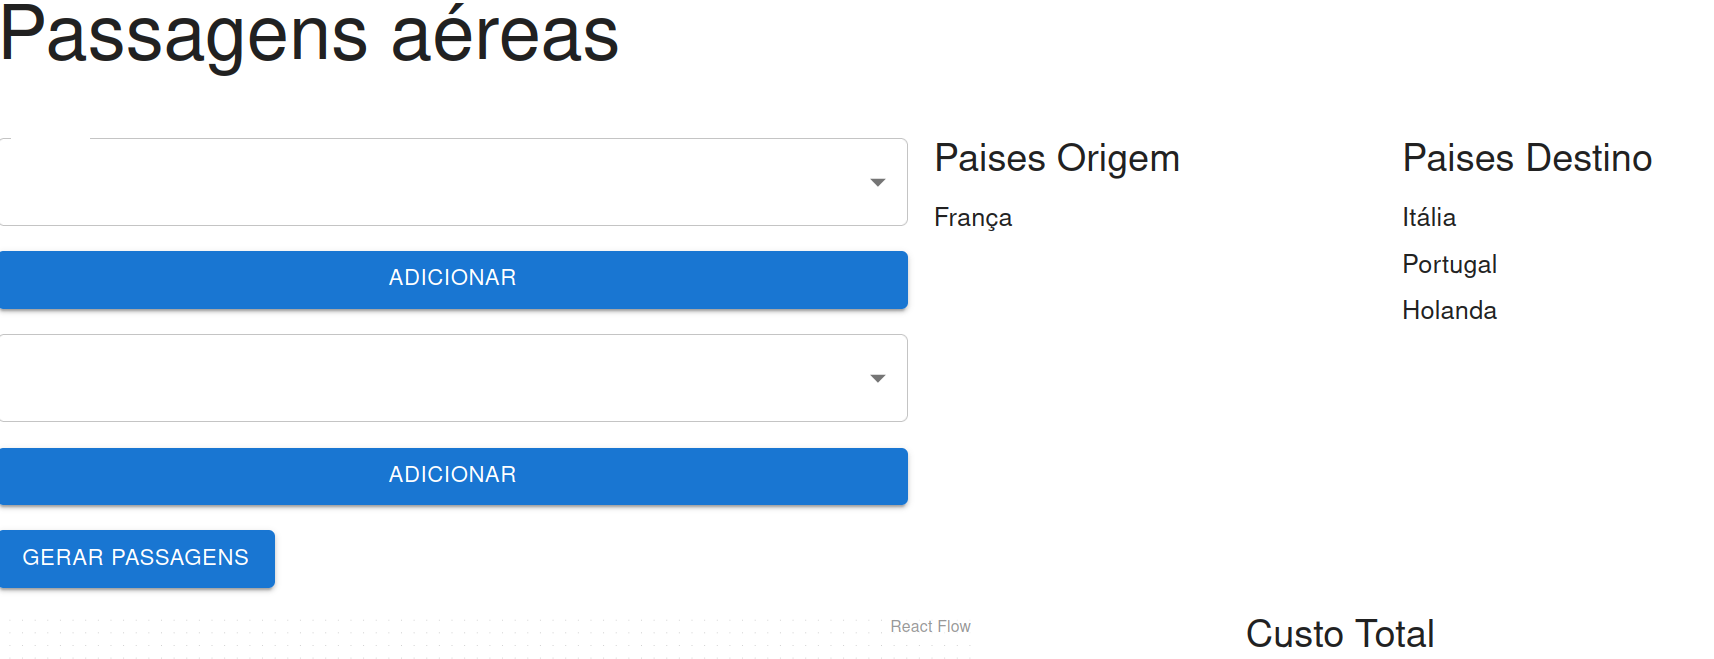 Passagens aéreas
Paises Origem
França
Paises Destino
Itália
Portugal
Holanda
ADICIONAR
ADICIONAR
GERAR PASSAGENS
React Flow
Custo Total